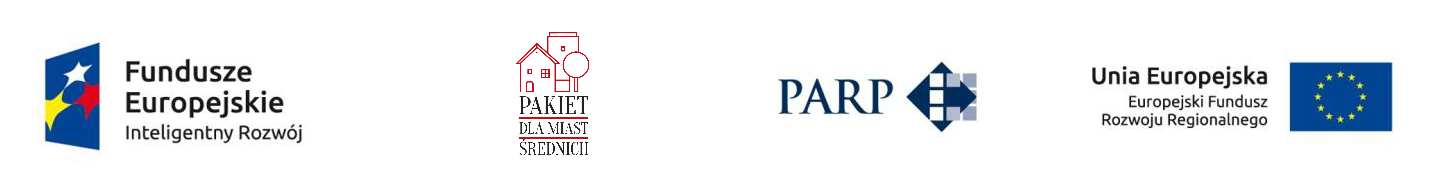 Fundusze
Europejskie
Inteligentny Rozwój
PAKIET
DLA MIAST
ŚREDNICH
PARP
Unia Europejska
Europejski Fundusz
Rozwoju Regionalnego